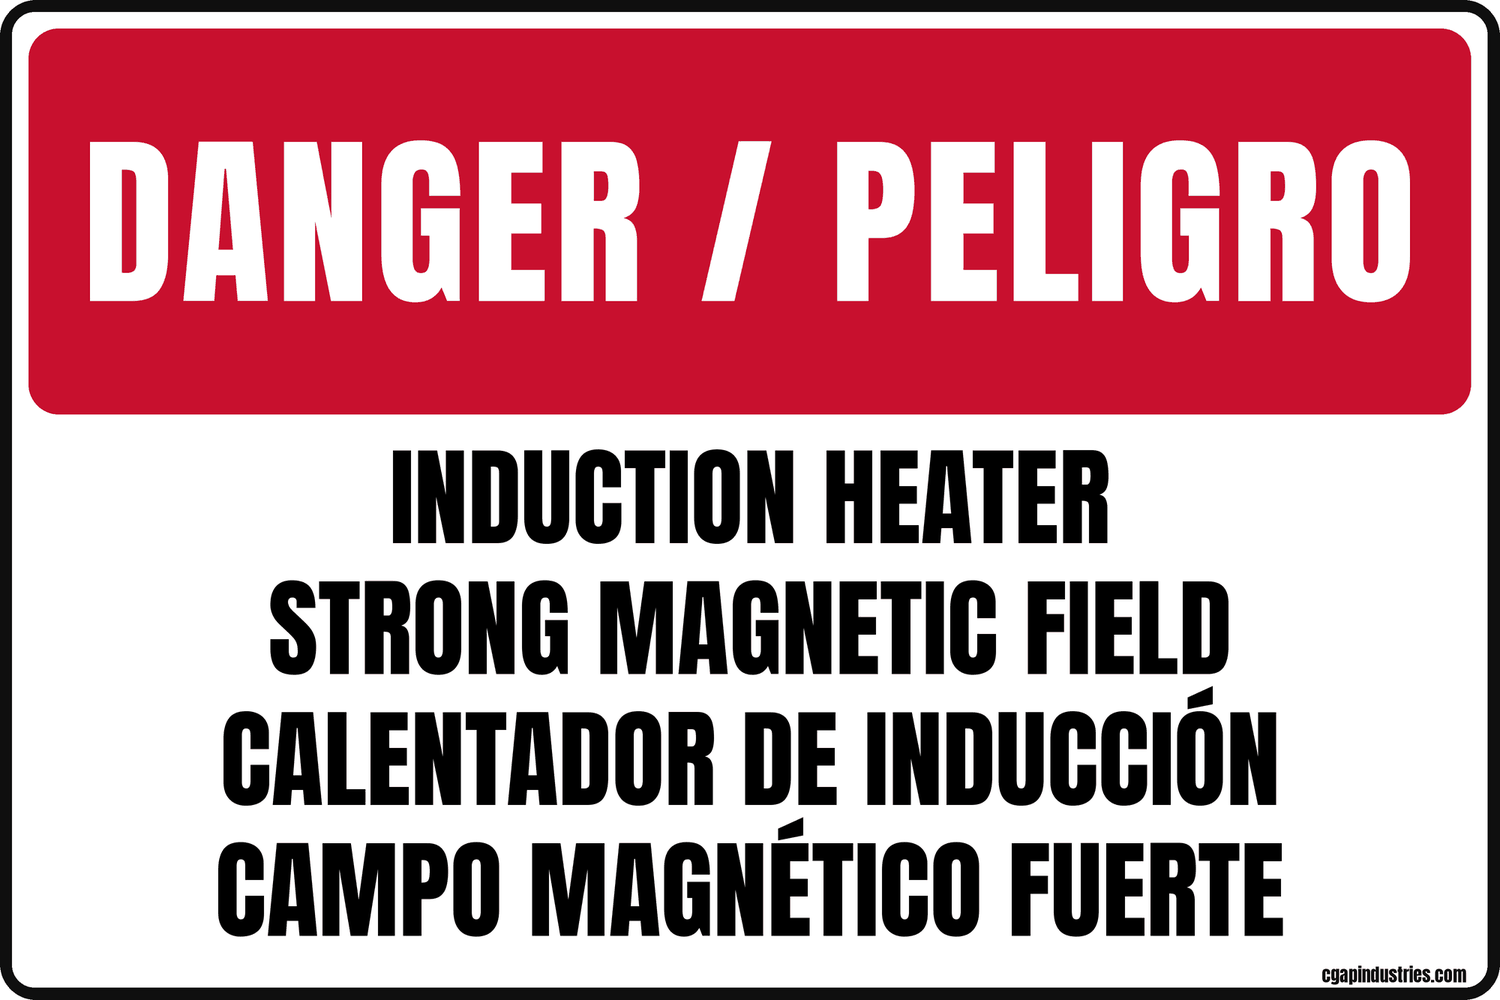 DANGER / PELIGRO
INDUCTION HEATER
STRONG MAGNETIC FIELD
CALENTADOR DE INDUCCIÓN
CAMPO MAGNÉTICO FUERTE
cgapindustries.com